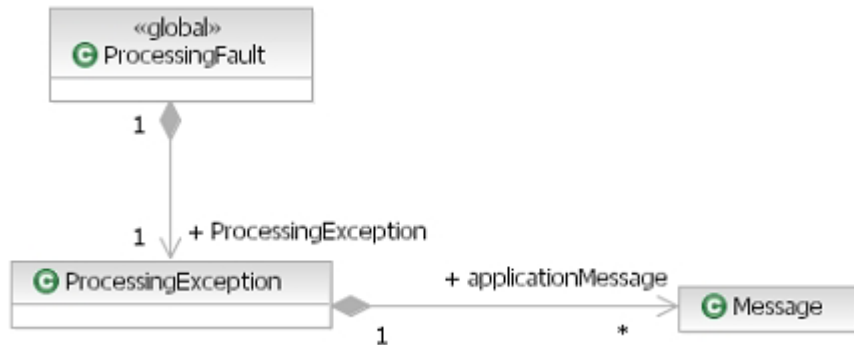 «global»
C ProcessingFault
1
1
+ ProcessingException
C ProcessingException
+ applicationMessage
C Message
1
*